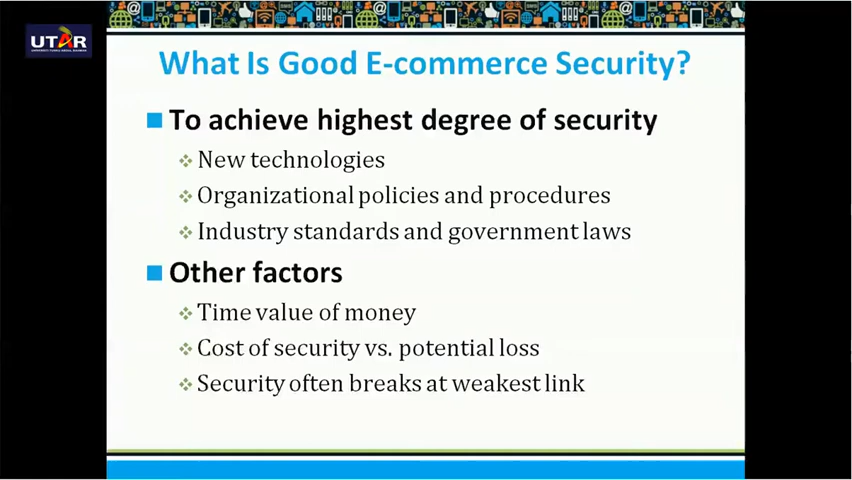 UTAR
What Is Good E-commerce Security?
To achieve highest degree of security
New technologies
Organizational policies and procedures
Industry standards and government laws
Other factors
Time value of money
Cost of security vs. potential loss
Security often breaks at weakest link